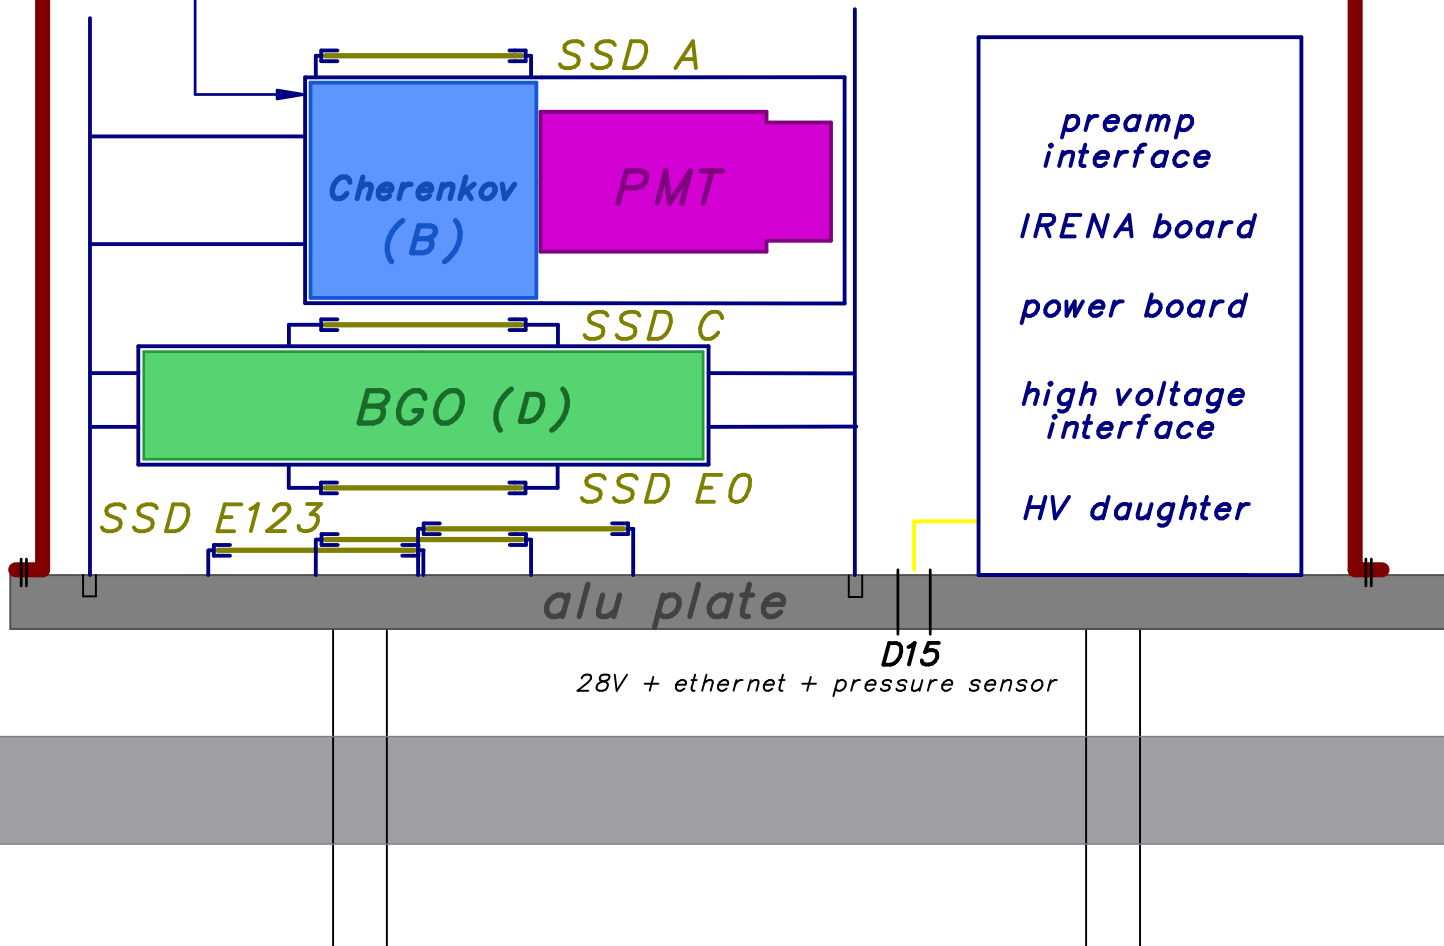 SSD A
Cherenkov
(B)
PMT
SSD C
BGO (D)
SSD E0
SSD E123
preamp
interface
IRENA board
power board
high voltage
interface
HV daughter
alu plate
D15
28V + ethernet + pressure sensor